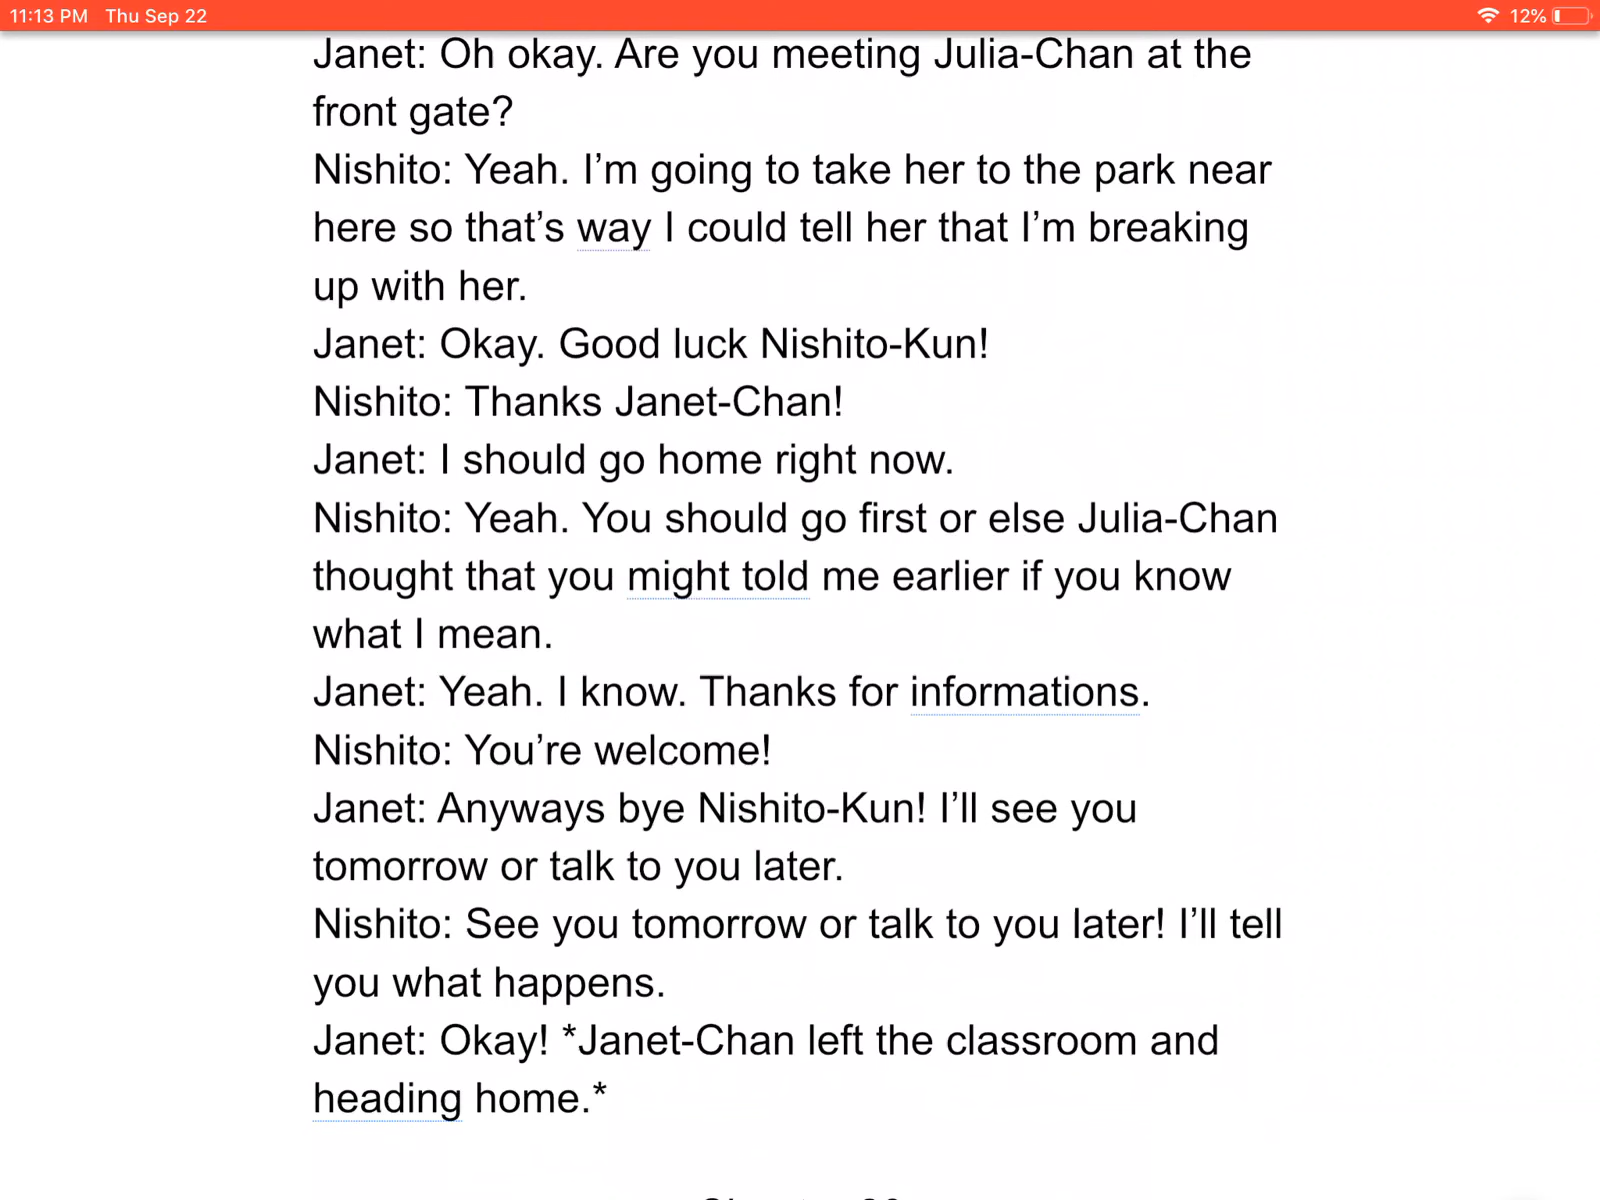 11:13 PM Thu Sep 22 12%
Janet: Oh okay. Are you meeting Julia-Chan at the
front gate?
Nishito: Yeah. I’m going to take her to the park near
here so that’s way I could tell her that I’m breaking
up with her.
Janet: Okay. Good luck Nishito-Kun!
Nishito: Thanks Janet-Chan!
Janet: I should go home right now.
Nishito: Yeah. You should go first or else Julia-Chan
thought that you might told me earlier if you know
what I mean.
Janet: Yeah. I know. Thanks for informations.
Nishito: You’re welcome!
Janet: Anyways bye Nishito-Kun! I’ll see you
tomorrow or talk to you later.
Nishito: See you tomorrow or talk to you later! I’ll tell
you what happens.
Janet: Okay! *Janet-Chan left the classroom and
heading home.*